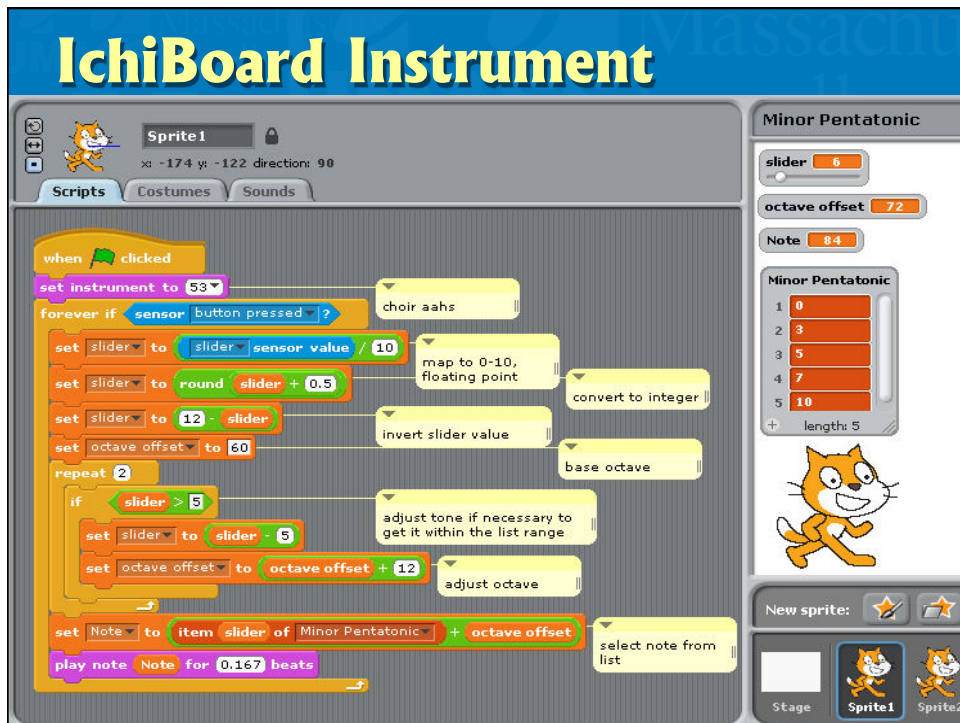 IchiBoard Instrument
Sprite1
x: -174 y: -122 direction: 90
Scripts Costumes Sounds
when clicked
set instrument to 53
choir aahs
forever if sensor button pressed ?
set slider to slider sensor value / 10
map to 0-10,
floating point
set slider to round slider + 0.5
convert to integer
set slider to 12 - slider
invert slider value
set octave offset to 60
base octave
repeat 2
if slider > 5
adjust tone if necessary to
get it within the list range
set slider to slider - 5
set octave offset to octave offset + 12
adjust octave
set Note to item slider of Minor Pentatonic + octave offset
select note from
list
play note Note for 0.167 beats
Minor Pentatonic
slider 6
octave offset 72
Note 84
Minor Pentatonic
1 0
2 3
3 5
4 7
5 10
+ length: 5
New sprite:
Stage Sprite1 Sprite2